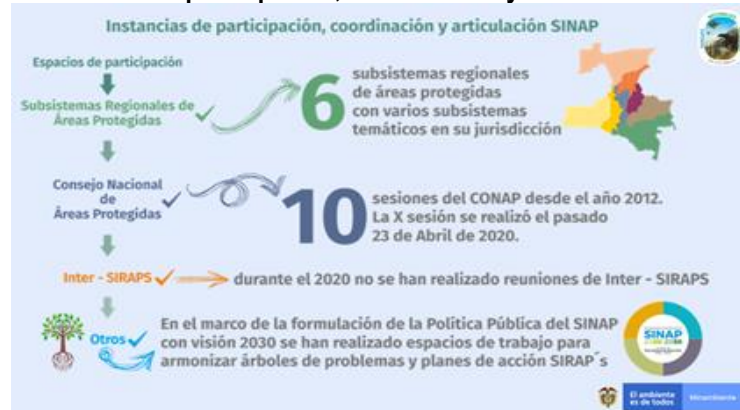 Instancias de participación, coordinación y articulación SINAP
Espacios de participación
Subsistemas Regionales de
Áreas Protegidas
6
subsistemas regionales
de áreas protegidas
con varios subsistemas
temáticos en su jurisdicción
Consejo Nacional
de
Áreas Protegidas
10
sesiones del CONAP desde el año 2012.
La X sesión se realizó el pasado
23 de Abril de 2020.
Inter - SIRAPS
durante el 2020 no se han realizado reuniones de Inter - SIRAPS
Otros
En el marco de la formulación de la Política Pública del SINAP
con visión 2030 se han realizado espacios de trabajo para
armonizar árboles de problemas y planes de acción SIRAP´s
SINAP
El ambiente
es de todos
Minambiente